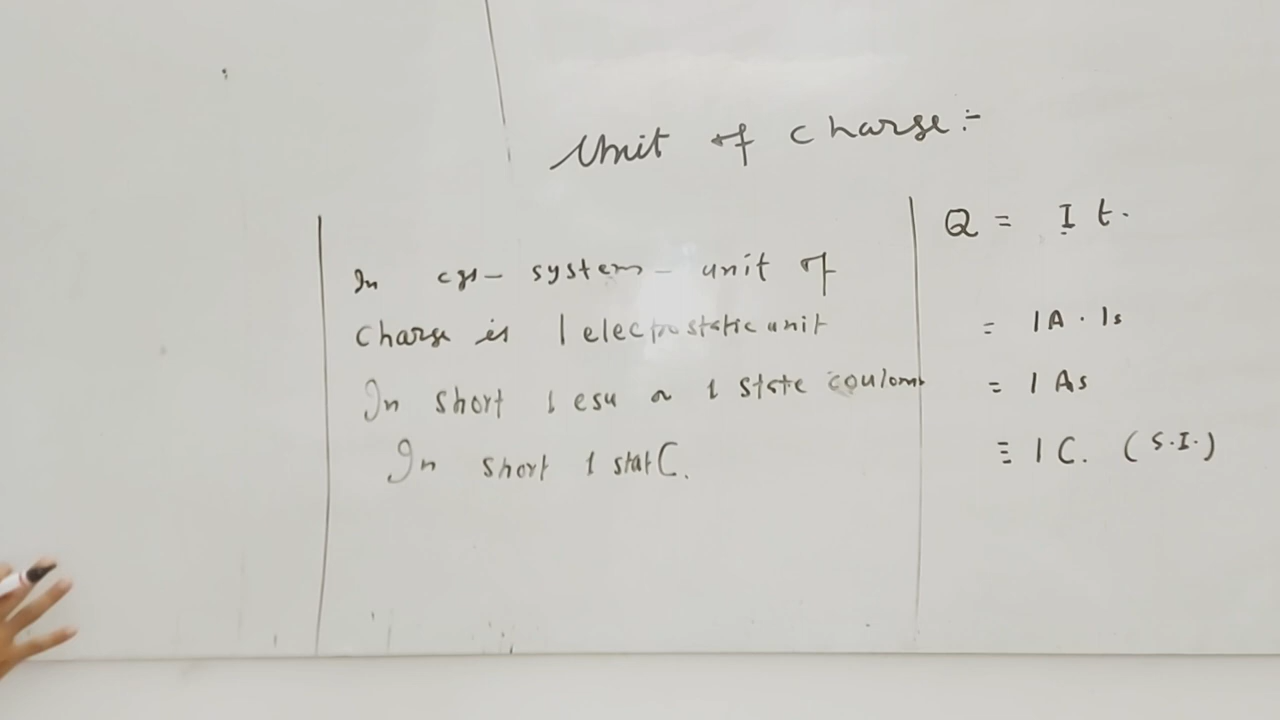 Unit of charge :-
In cgs - system - unit of
charge is 1 electrostatic unit
In short 1 esu or 1 state coulomb
In short 1 statC.
Q = I t.
= 1A . 1s
= 1 As
≡ 1 C. (S.I.)